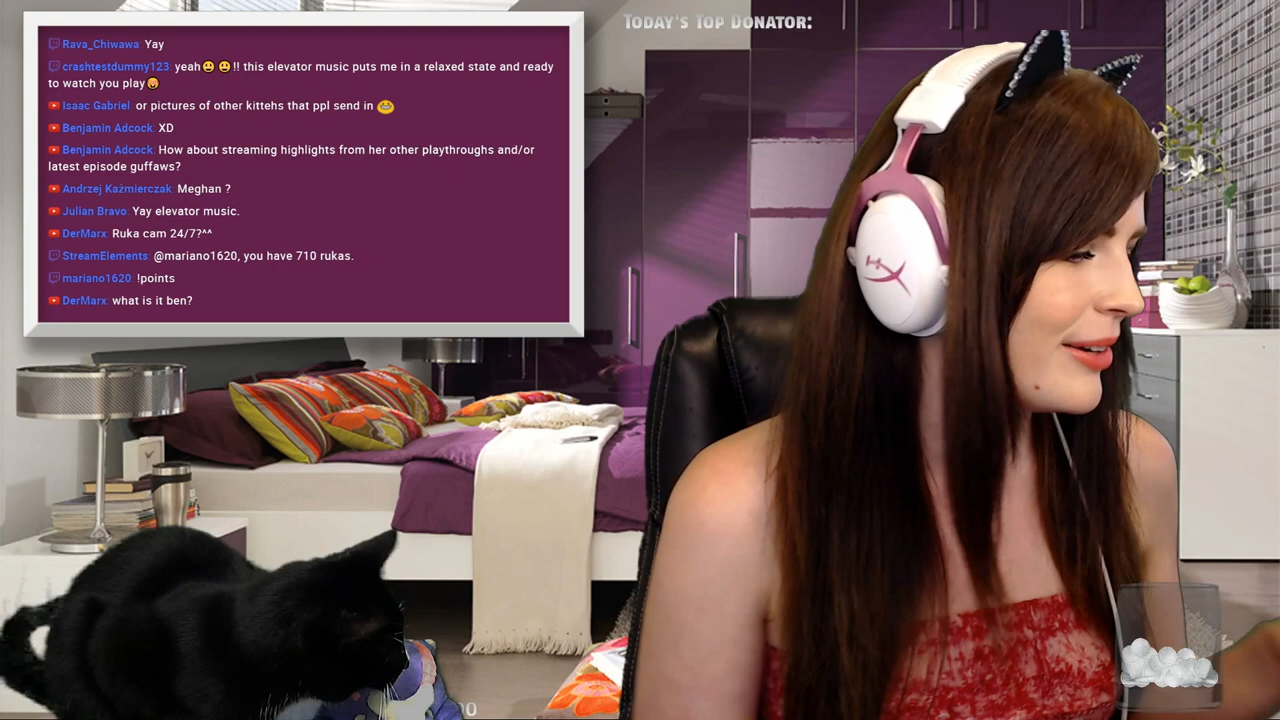 Today's Top Donator:
Rava_Chiwawa: Yay
crashtestdummy123: yeah😃 😃!! this elevator music puts me in a relaxed state and ready
to watch you play😛
Isaac Gabriel: or pictures of other kittehs that ppl send in 😁
Benjamin Adcock: XD
Benjamin Adcock: How about streaming highlights from her other playthroughs and/or
latest episode guffaws?
Andrzej Kaźmierczak: Meghan ?
Julian Bravo: Yay elevator music.
DerMarx: Ruka cam 24/7?^^
StreamElements: @mariano1620, you have 710 rukas.
mariano1620: !points
DerMarx: what is it ben?